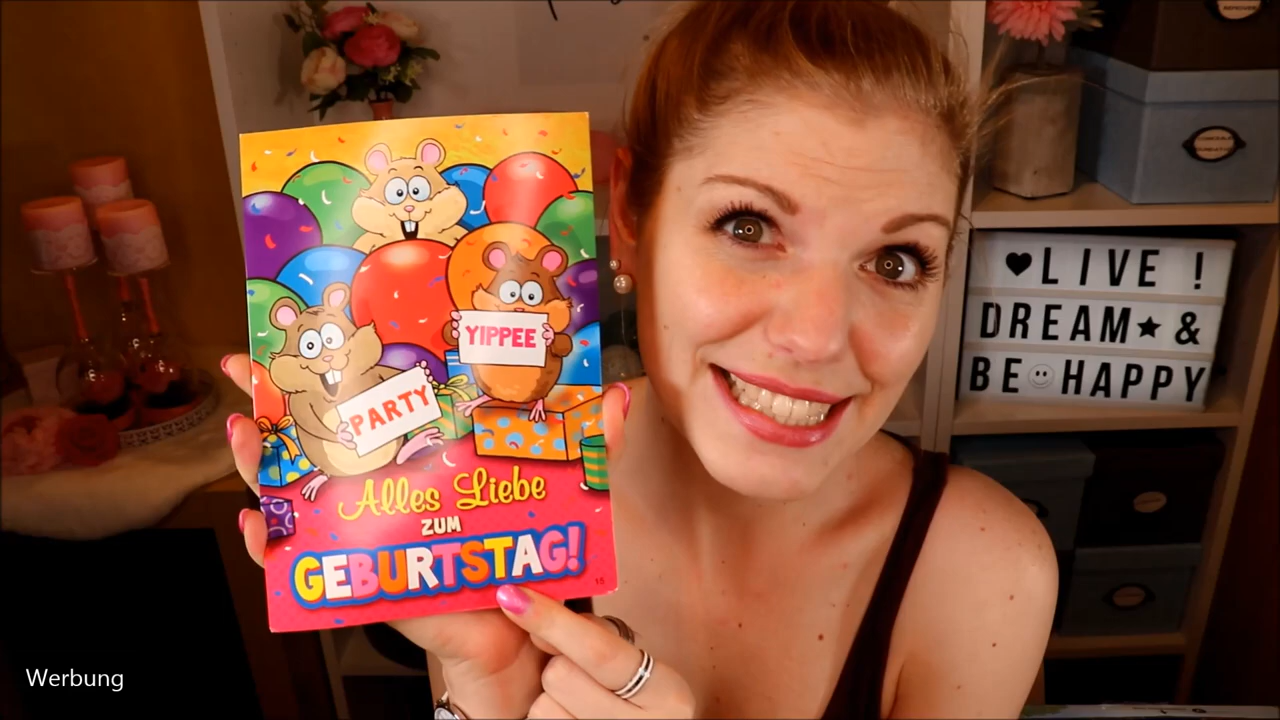 YIPPEE
PARTY
Alles Liebe
ZUM
GEBURTSTAG!
♥LIVE!
DREAM★&
BE☺HAPPY
Werbung